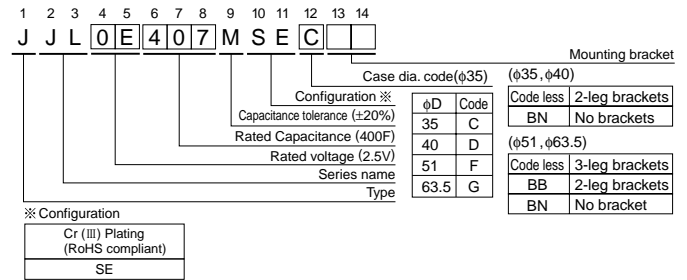 1 2 3 4 5 6 7 8 9 10 11 12 13 14
J J L 0 E 4 0 7 M S E C
Mounting bracket
Case dia. code(ϕ35)
Configuration ※
Capacitance tolerance (±20%)
Rated Capacitance (400F)
Rated voltage (2.5V)
Series name
Type
ϕD Code
35 C
40 D
51 F
63.5 G
(ϕ35,ϕ40)
Code less 2-leg brackets
BN No brackets
(ϕ51,ϕ63.5)
Code less 3-leg brackets
BB 2-leg brackets
BN No bracket
※Configuration
Cr (Ⅲ) Plating
(RoHS compliant)
SE